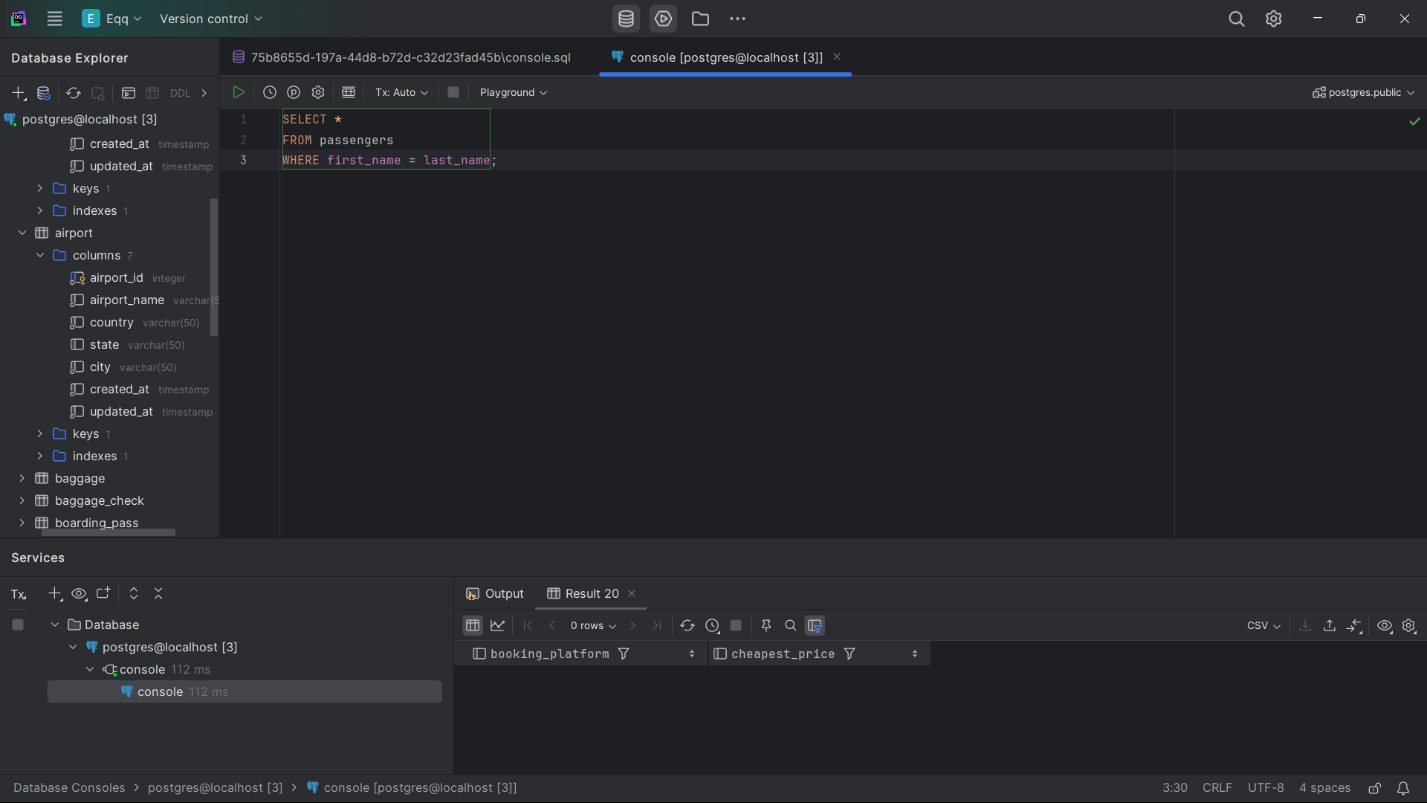 E Eqq Version control
Database Explorer
75b8655d-197a-44d8-b72d-c32d23fad45b\console.sql
console [postgres@localhost [3]]
DDL
Tx: Auto
Playground
postgres.public
postgres@localhost [3]
created_at timestamp
updated_at timestamp
keys 1
indexes 1
airport
columns 7
airport_id integer
airport_name varchar(5
country varchar(50)
state varchar(50)
city varchar(50)
created_at timestamp
updated_at timestamp
keys 1
indexes 1
baggage
baggage_check
boarding_pass
1 SELECT *
2 FROM passengers
3 WHERE first_name = last_name;
Services
Tx
Database
postgres@localhost [3]
console 112 ms
console 112 ms
Output
Result 20
0 rows
CSV
booking_platform
cheapest_price
Database Consoles > postgres@localhost [3] > console [postgres@localhost [3]]
3:30 CRLF UTF-8 4 spaces